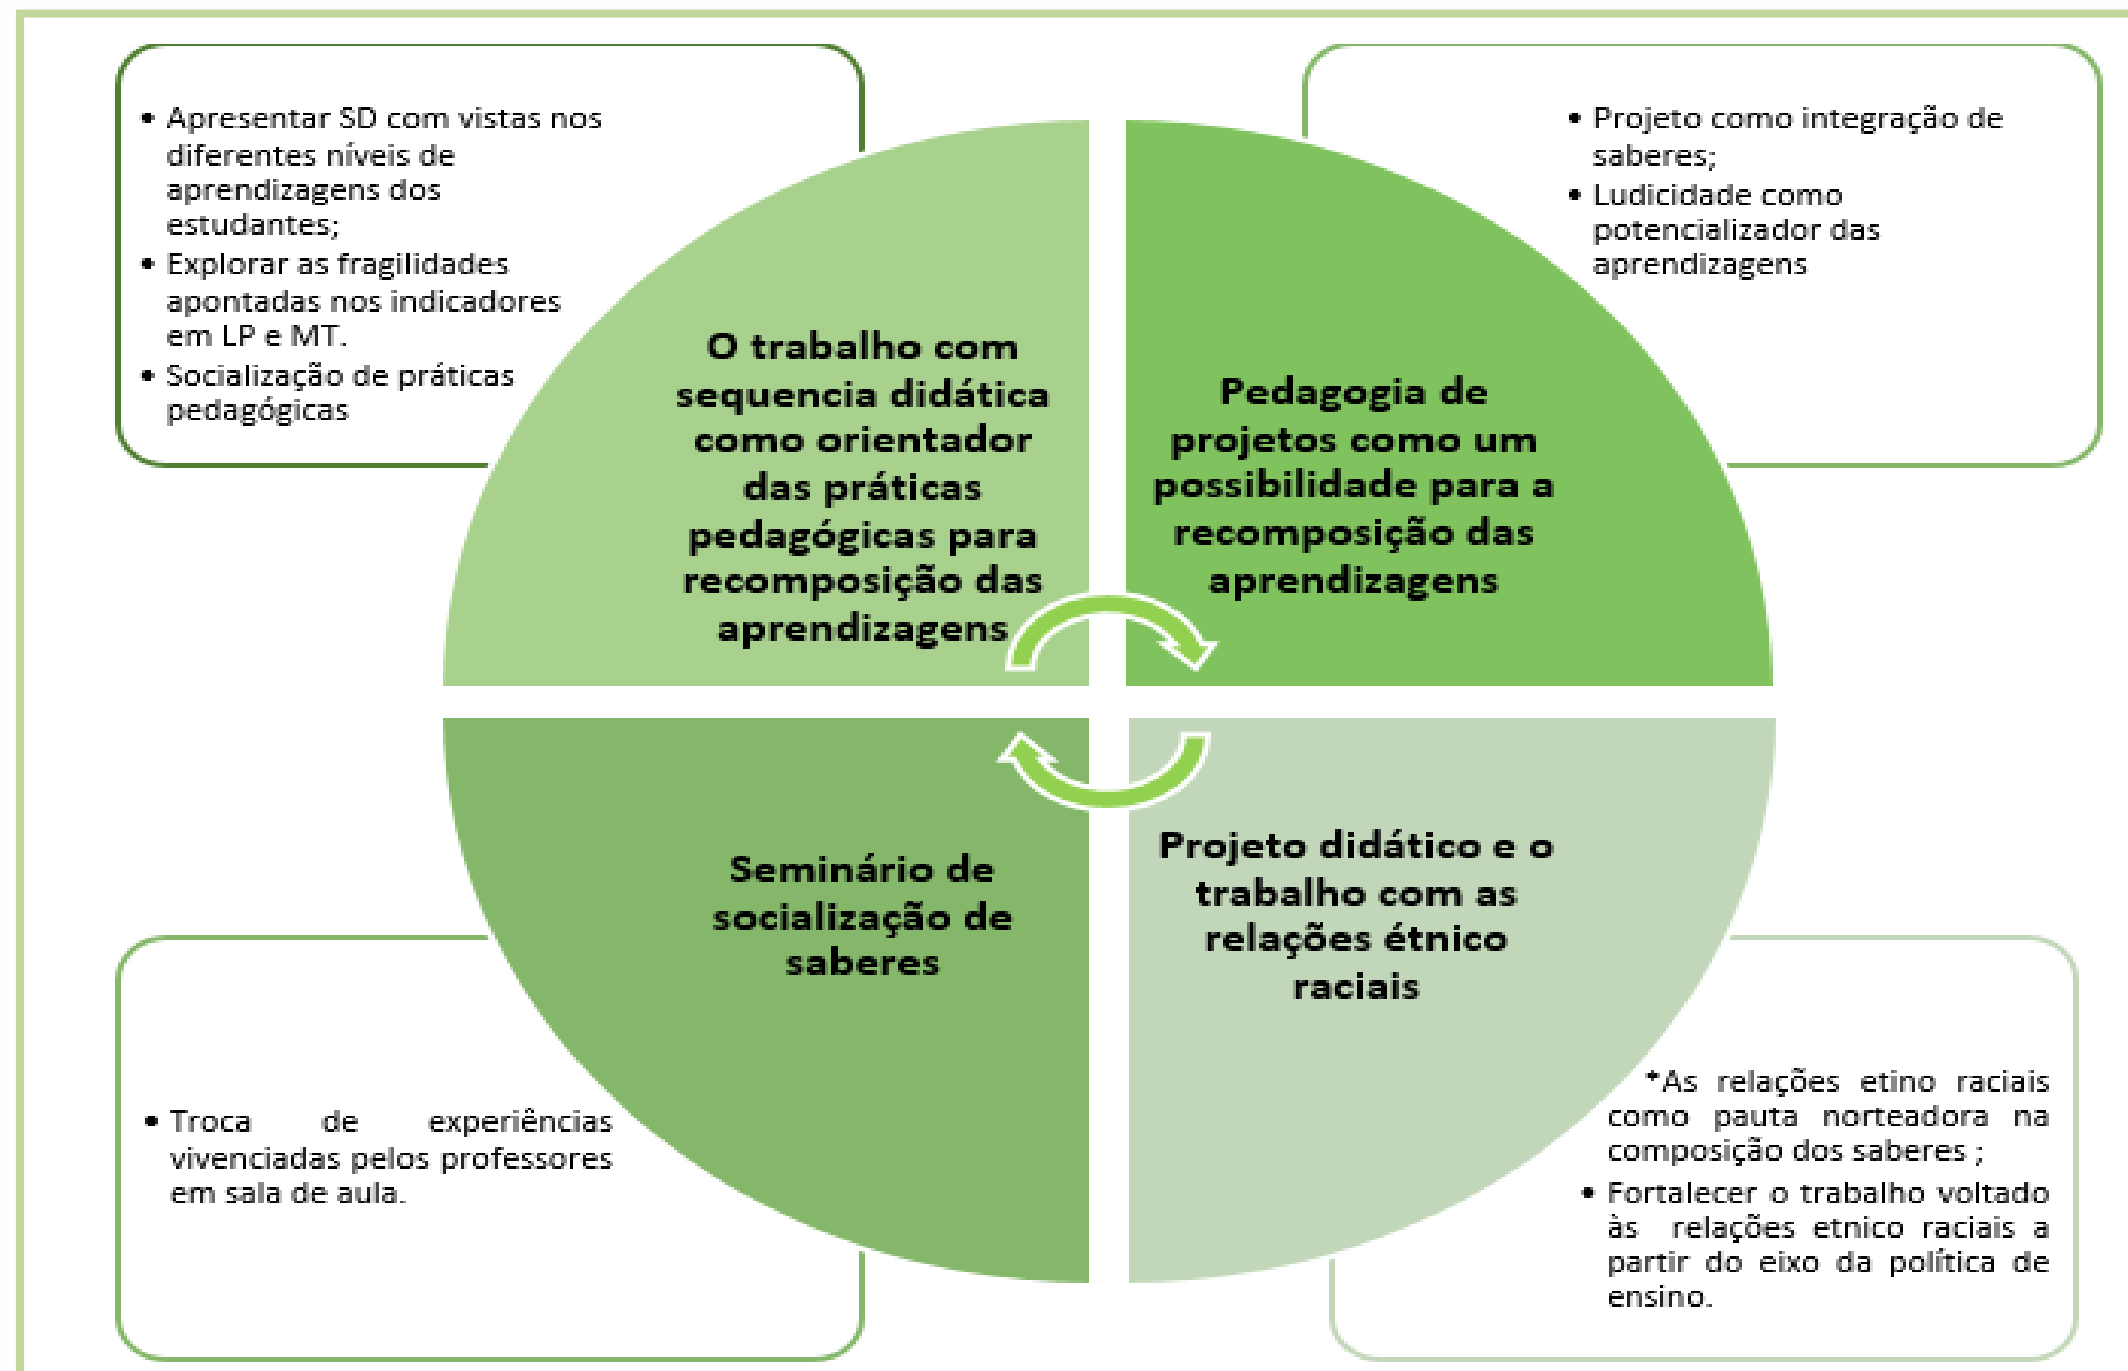 • Apresentar SD com vistas nos
diferentes níveis de
aprendizagens dos
estudantes;
• Explorar as fragilidades
apontadas nos indicadores
em LP e MT.
• Socialização de práticas
pedagógicas
O trabalho com
sequencia didática
como orientador
das práticas
pedagógicas para
recomposição das
aprendizagens
• Projeto como integração de
saberes;
• Ludicidade como
potencializador das
aprendizagens
Pedagogia de
projetos como um
possibilidade para a
recomposição das
aprendizagens
Seminário de
socialização de
saberes
• Troca de experiências
vivenciadas pelos professores
em sala de aula.
Projeto didático e o
trabalho com as
relações étnico
raciais
*As relações etino raciais
como pauta norteadora na
composição dos saberes ;
• Fortalecer o trabalho voltado
às relações etnico raciais a
partir do eixo da política de
ensino.